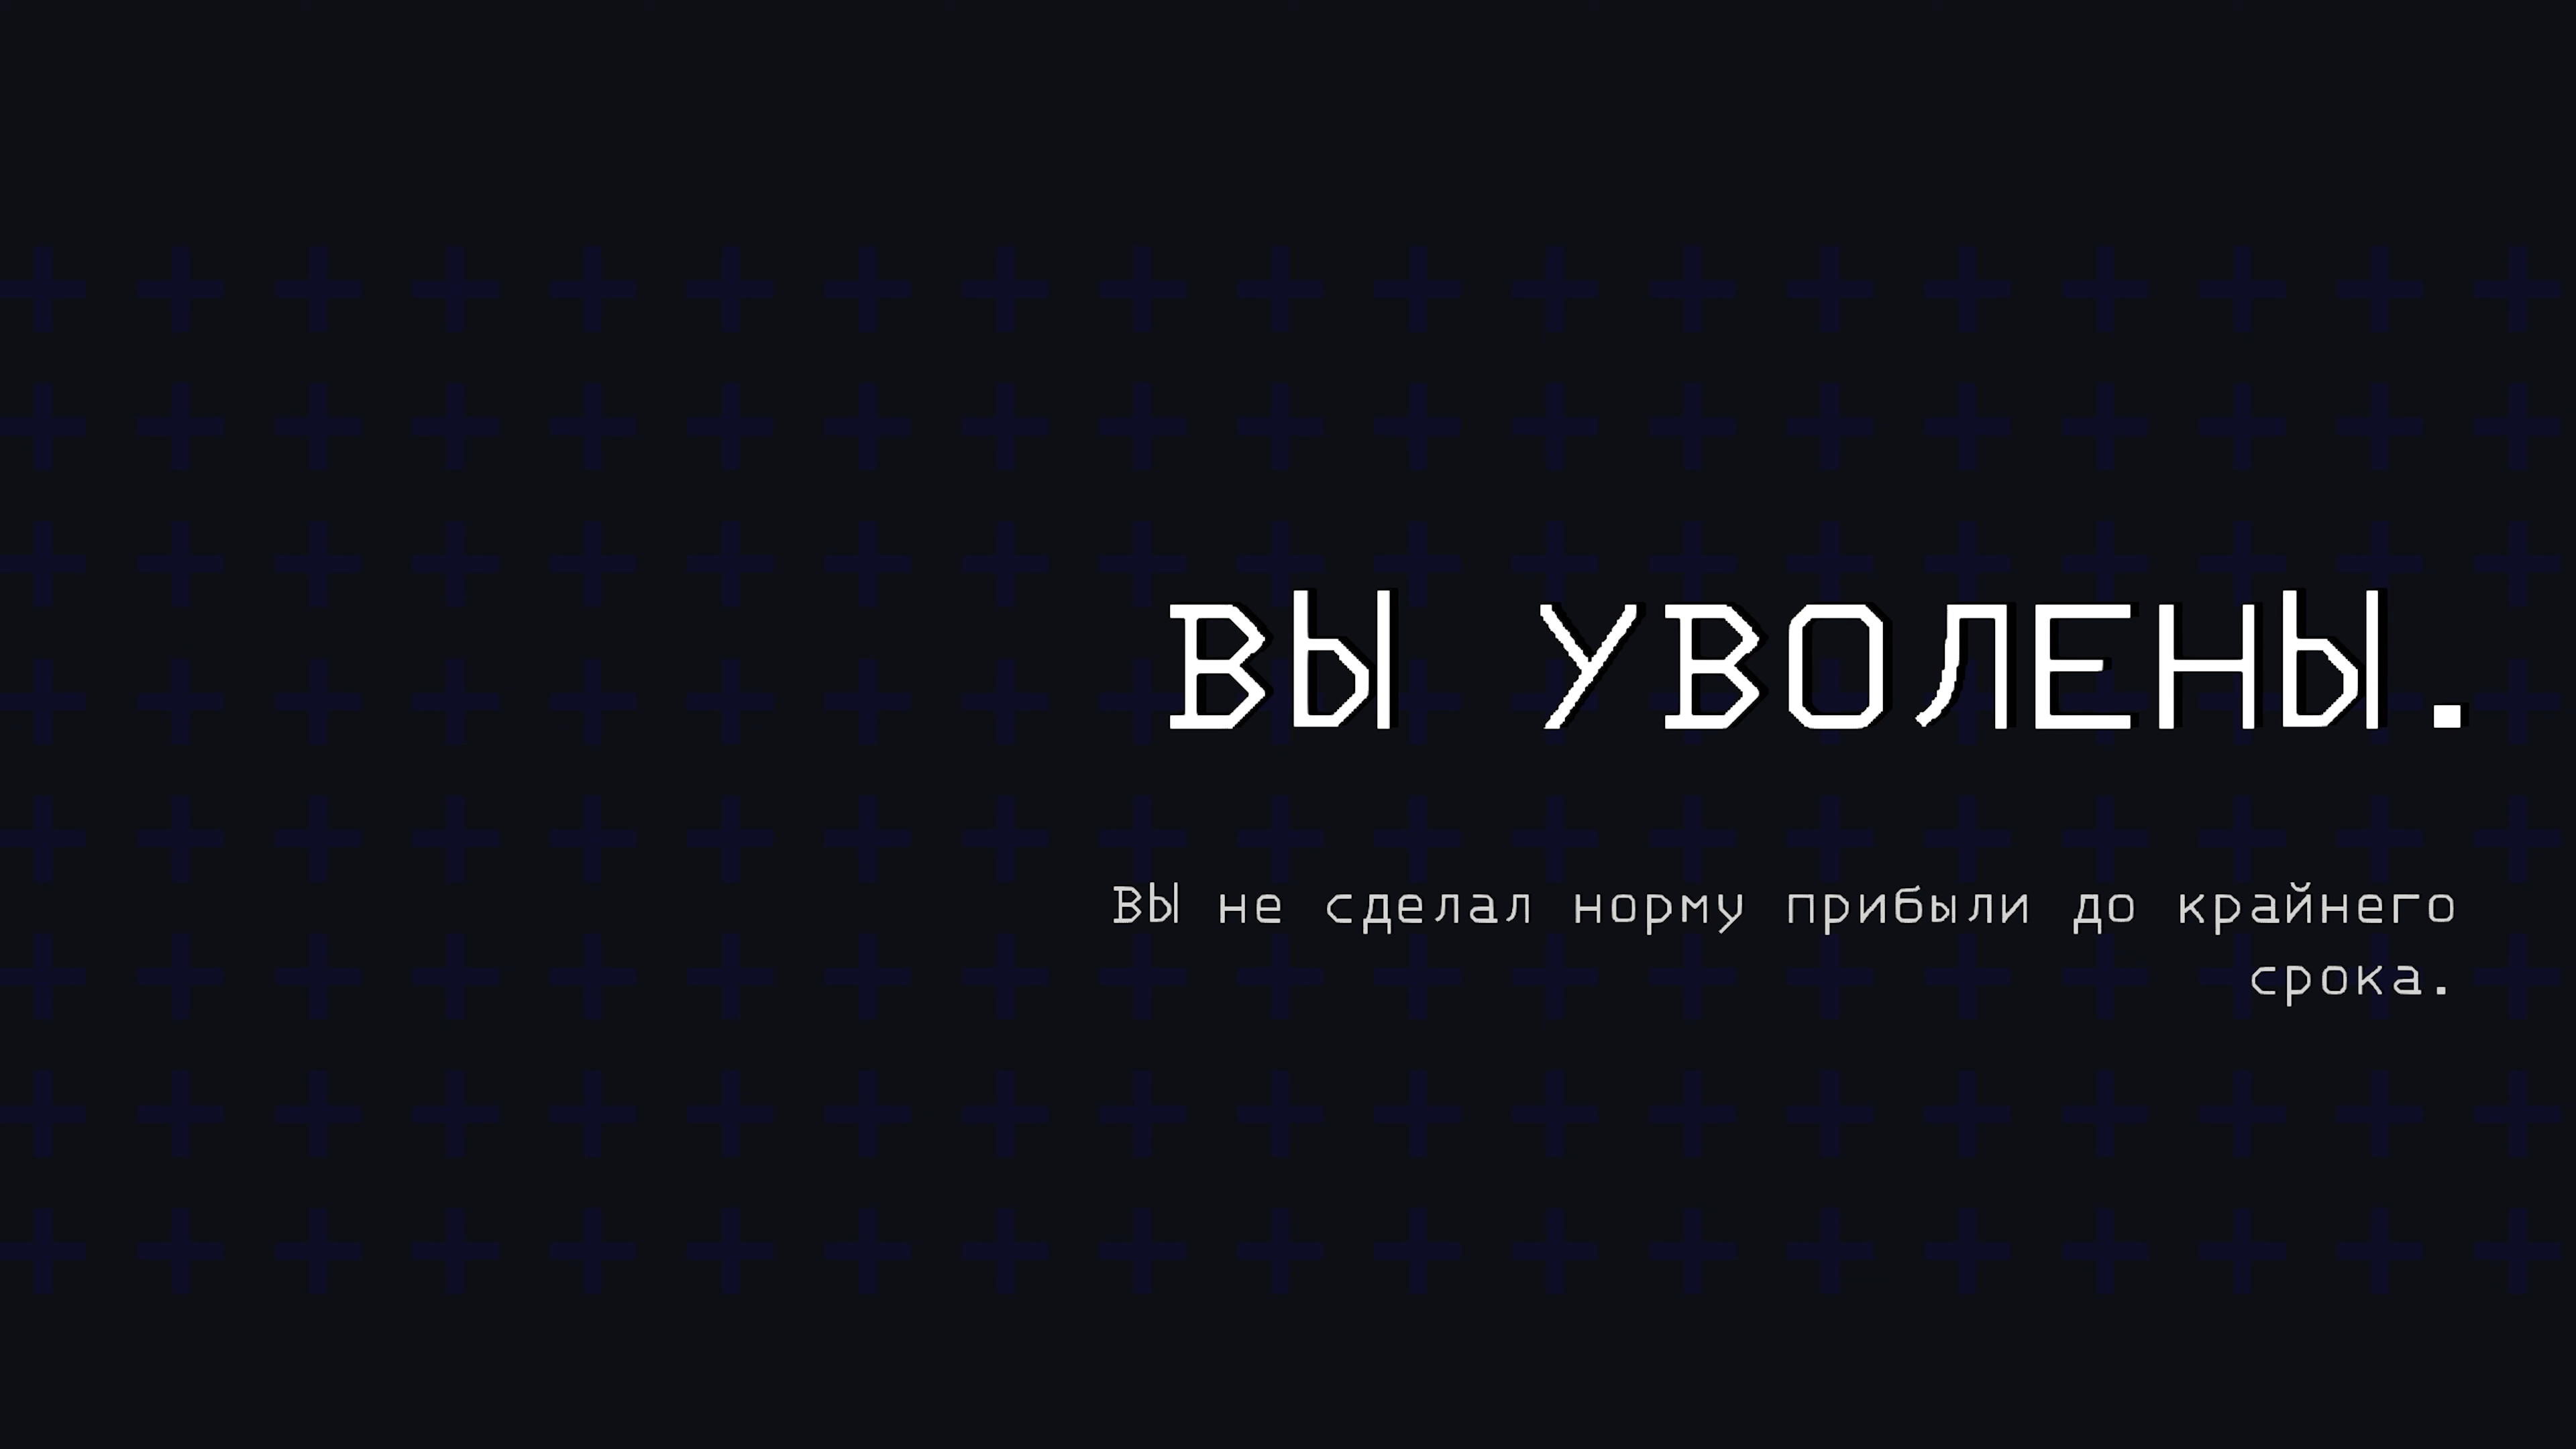 ВЫ УВОЛЕНЫ.
ВЫ не сделал норму прибыли до крайнего
срока.